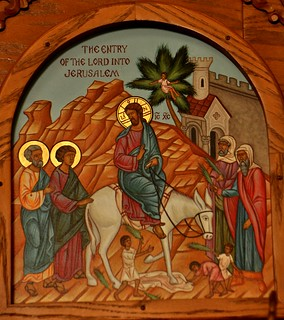 THE ENTRY
OF THE LORD INTO
JERUSALEM
IC XC